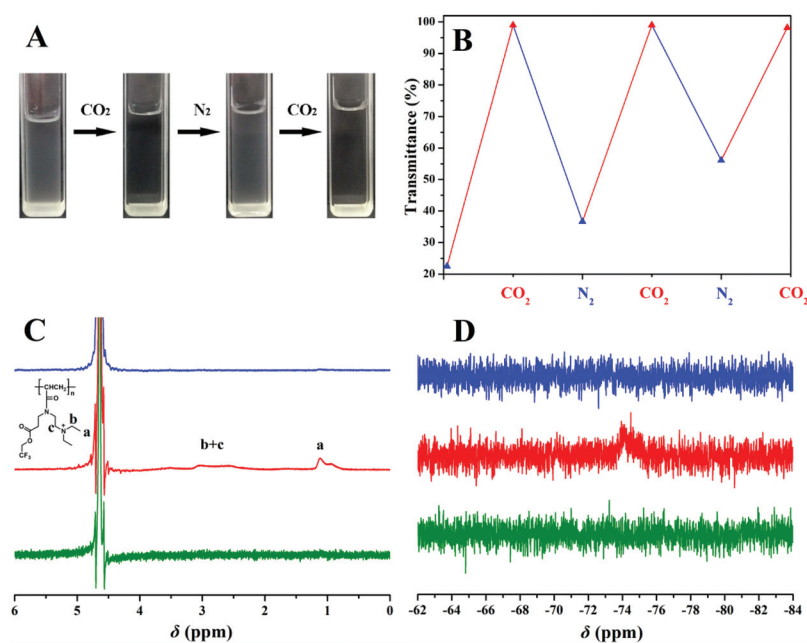 A
CO₂
N₂
CO₂
B
Transmittance (%)
100
90
80
70
60
50
40
30
20
CO₂
N₂
CO₂
N₂
CO₂
C
[CHCH₂]n
O
N
c
b
N⁺
a
O
O
CF₃
b+c
a
6
5
4
3
2
1
0
δ (ppm)
D
-62 -64 -66 -68 -70 -72 -74 -76 -78 -80 -82 -84
δ (ppm)